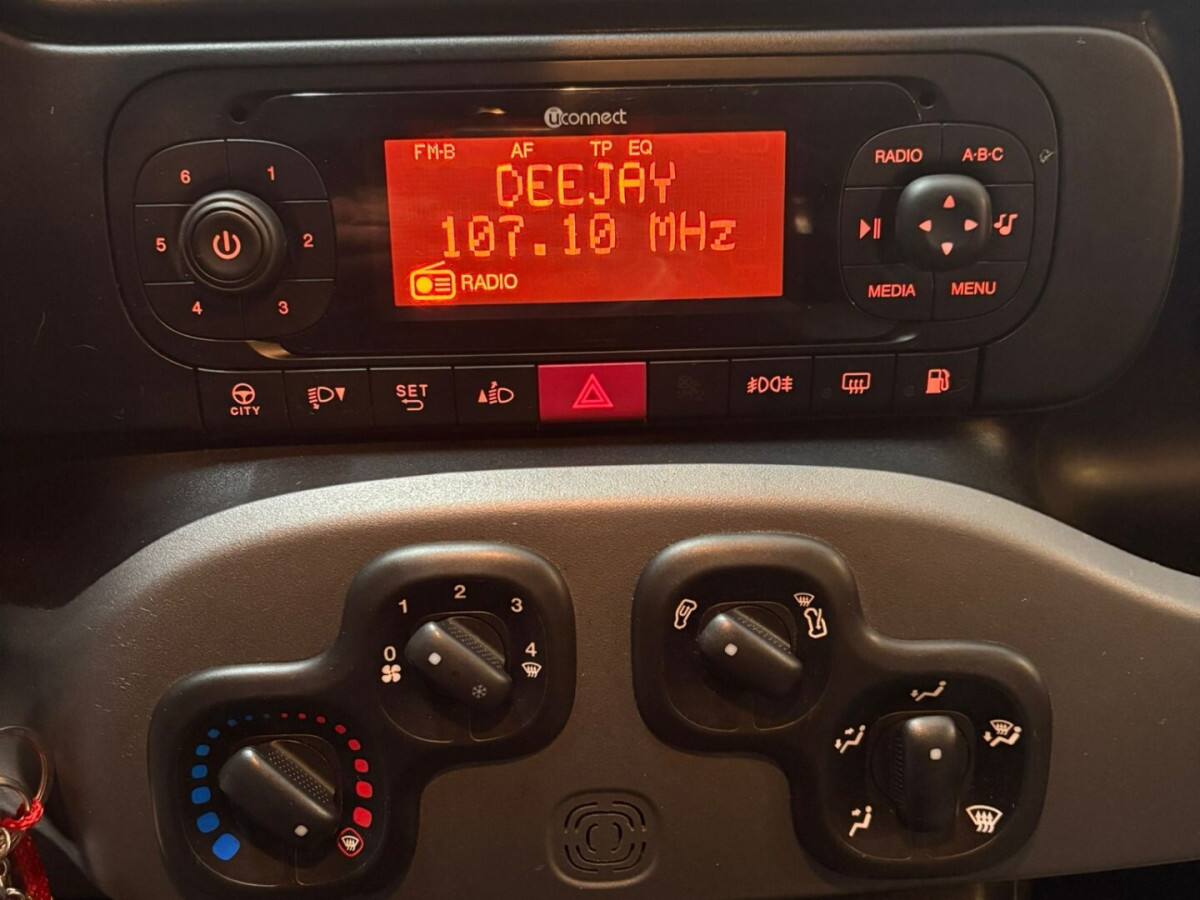 uconnect
FM-B AF TP EQ
DEEJAY
107.10 MHz
RADIO
6 1
5 2
4 3
RADIO A·B·C
MEDIA MENU
CITY
SET
0 1 2 3 4